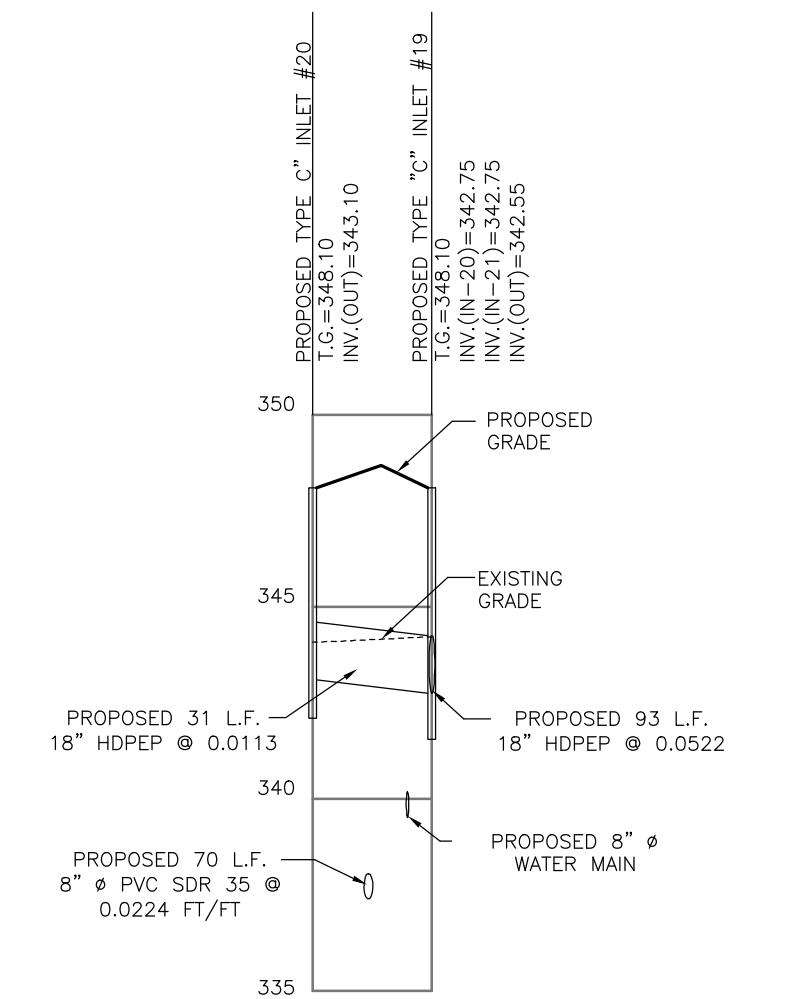 PROPOSED TYPE C” INLET #20
T.G.=348.10
INV.(OUT)=343.10
PROPOSED TYPE ”C” INLET #19
T.G.=348.10
INV.(IN-20)=342.75
INV.(IN-21)=342.75
INV.(OUT)=342.55
350
PROPOSED
GRADE
345
EXISTING
GRADE
PROPOSED 31 L.F.
18” HDPEP @ 0.0113
PROPOSED 93 L.F.
18” HDPEP @ 0.0522
340
PROPOSED 8” ø
WATER MAIN
PROPOSED 70 L.F.
8” ø PVC SDR 35 @
0.0224 FT/FT
335